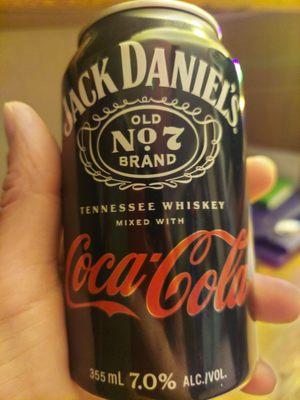 JACK DANIEL'S
OLD
No. 7
BRAND
TENNESSEE WHISKEY
MIXED WITH
Coca-Cola
355 mL 7.0% ALC./VOL.